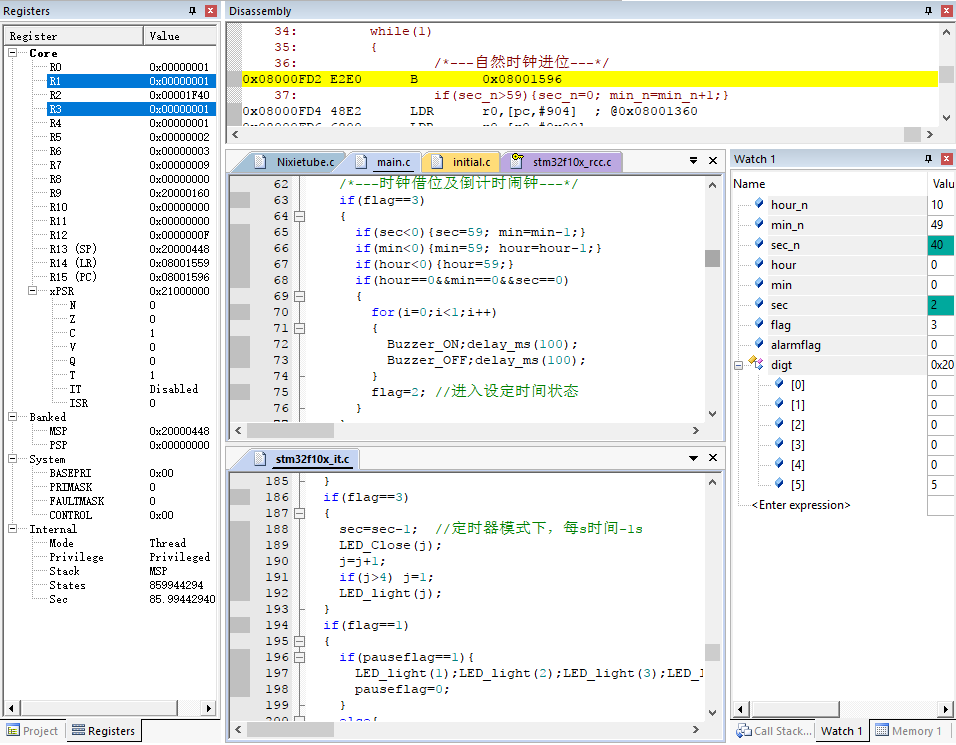 Registers
Register Value
Core
R0 0x00000001
R1 0x00000001
R2 0x00001F40
R3 0x00000001
R4 0x00000001
R5 0x00000002
R6 0x00000003
R7 0x00000009
R8 0x00000000
R9 0x20000160
R10 0x00000000
R11 0x00000000
R12 0x0000000F
R13 (SP) 0x20000448
R14 (LR) 0x08001559
R15 (PC) 0x08001596
xPSR 0x21000000
N 0
Z 0
C 1
V 0
Q 0
T 1
IT Disabled
ISR 0
Banked
MSP 0x20000448
PSP 0x00000000
System
BASEPRI 0x00
PRIMASK 0
FAULTMASK 0
CONTROL 0x00
Internal
Mode Thread
Privilege Privileged
Stack MSP
States 859944294
Sec 85.99442940
Project Registers
Disassembly
34: while(1)
35: {
36: /*---自然时钟进位---*/
0x08000FD2 E2E0 B 0x08001596
37: if(sec_n>59){sec_n=0; min_n=min_n+1;}
0x08000FD4 48E2 LDR r0,[pc,#904] ; @0x08001360
Nixietube.c main.c initial.c stm32f10x_rcc.c
62 /*---时钟借位及倒计时闹钟---*/
63 if(flag==3)
64 {
65 if(sec<0){sec=59; min=min-1;}
66 if(min<0){min=59; hour=hour-1;}
67 if(hour<0){hour=59;}
68 if(hour==0&&min==0&&sec==0)
69 {
70 for(i=0;i<1;i++)
71 {
72 Buzzer_ON;delay_ms(100);
73 Buzzer_OFF;delay_ms(100);
74 }
75 flag=2; //进入设定时间状态
76 }
stm32f10x_it.c
185 }
186 if(flag==3)
187 {
188 sec=sec-1; //定时器模式下，每s时间-1s
189 LED_Close(j);
190 j=j+1;
191 if(j>4) j=1;
192 LED_light(j);
193 }
194 if(flag==1)
195 {
196 if(pauseflag==1){
197 LED_light(1);LED_light(2);LED_light(3);LED_l
198 pauseflag=0;
199 }
200 else{
Watch 1
Name Valu
hour_n 10
min_n 49
sec_n 40
hour 0
min 0
sec 2
flag 3
alarmflag 0
digt 0x20
[0] 0
[1] 0
[2] 0
[3] 0
[4] 0
[5] 5
<Enter expression>
Call Stack... Watch 1 Memory 1